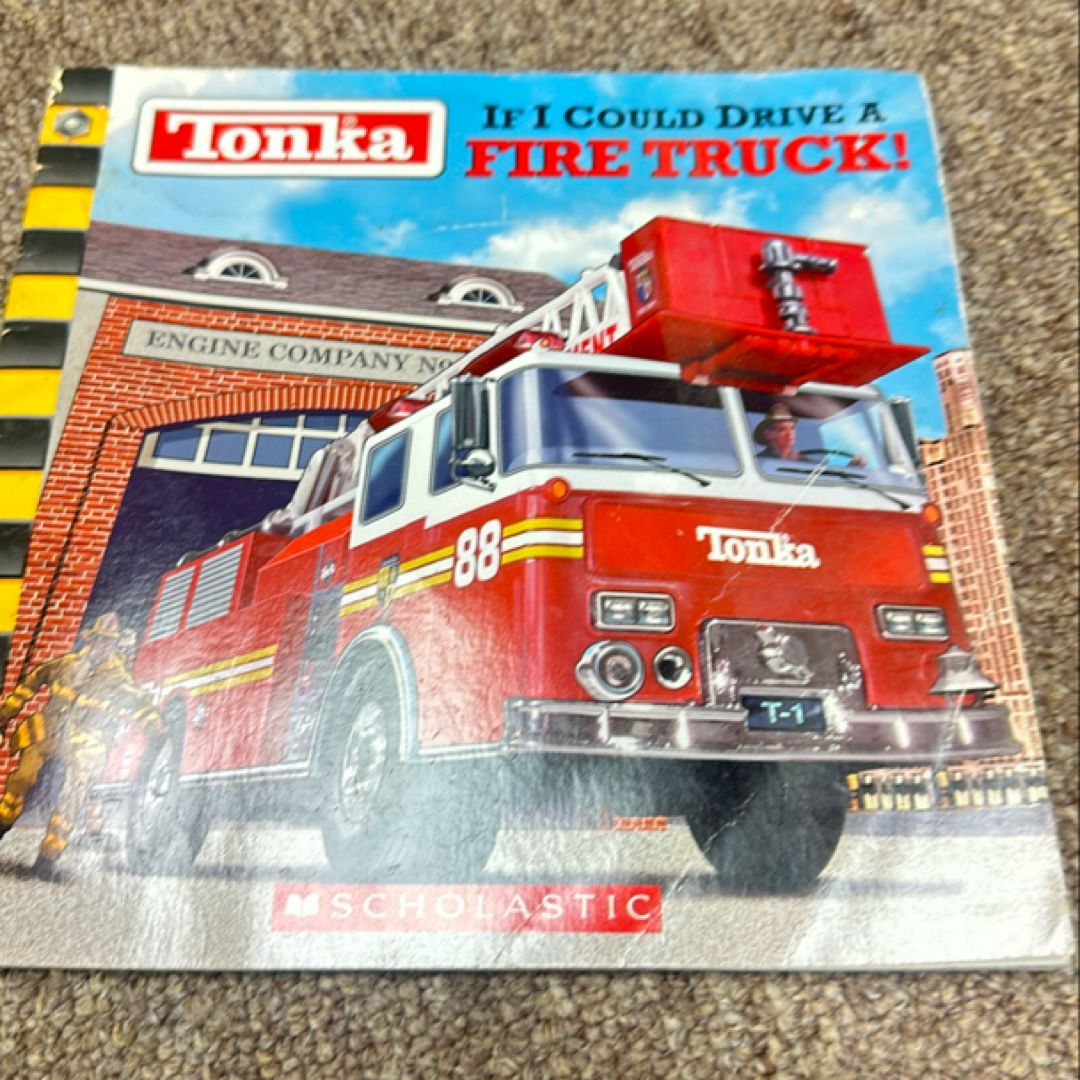 Tonka
IF I COULD DRIVE A
FIRE TRUCK!
ENGINE COMPANY NO
88
Tonka
T-1
SCHOLASTIC